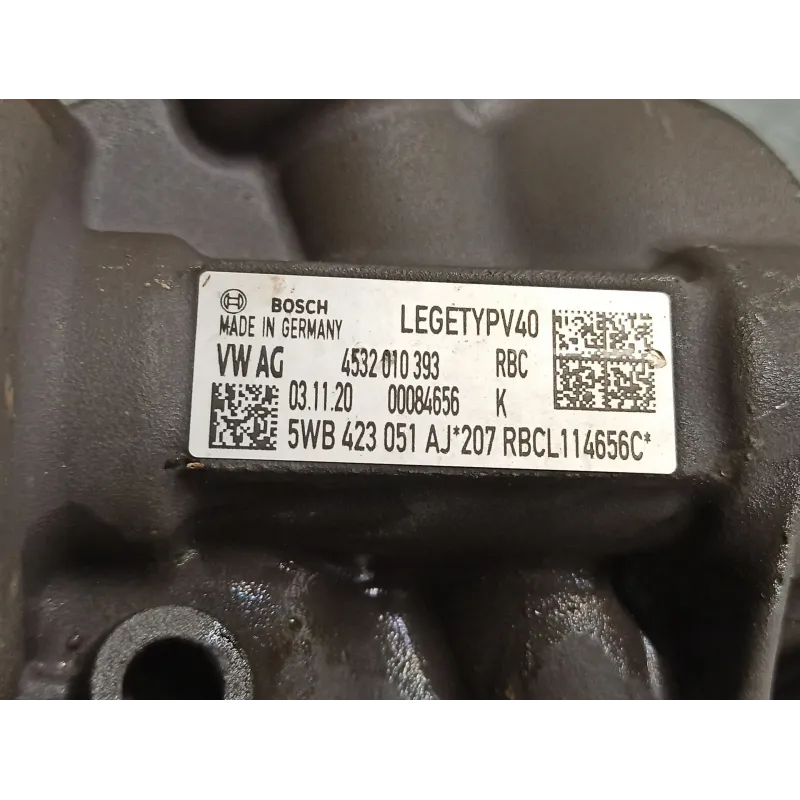 BOSCH LEGETYPV40
MADE IN GERMANY
VW AG 4532 010 393 RBC
03.11.20 00084656 K
5WB 423 051 AJ*207 RBCL114656C*